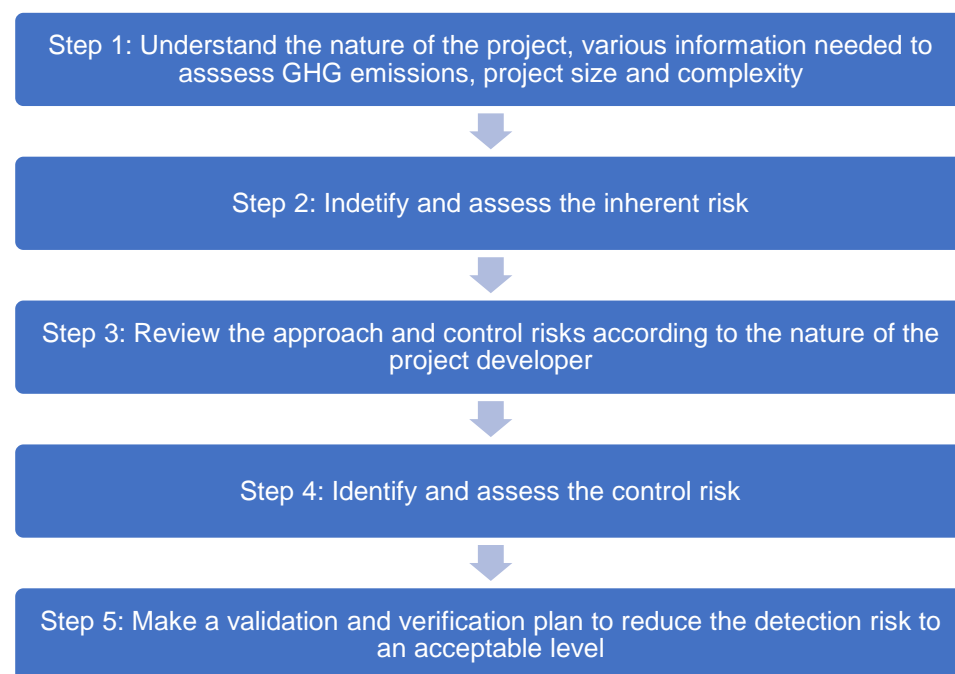 Step 1: Understand the nature of the project, various information needed to
asssess GHG emissions, project size and complexity
Step 2: Indetify and assess the inherent risk
Step 3: Review the approach and control risks according to the nature of the
project developer
Step 4: Identify and assess the control risk
Step 5: Make a validation and verification plan to reduce the detection risk to
an acceptable level